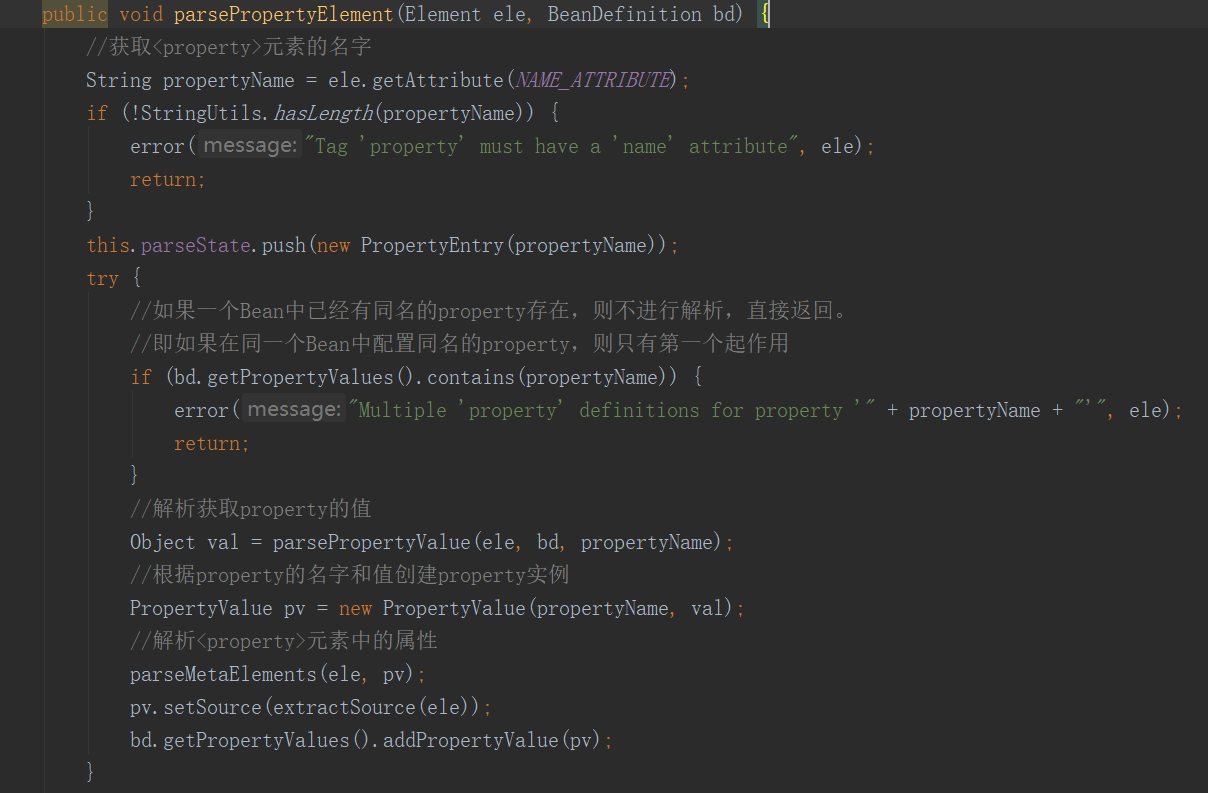 public void parsePropertyElement(Element ele, BeanDefinition bd) {
//获取<property>元素的名字
String propertyName = ele.getAttribute(NAME_ATTRIBUTE);
if (!StringUtils.hasLength(propertyName)) {
error( message: "Tag 'property' must have a 'name' attribute", ele);
return;
}
this.parseState.push(new PropertyEntry(propertyName));
try {
//如果一个Bean中已经有同名的property存在，则不进行解析，直接返回。
//即如果在同一个Bean中配置同名的property，则只有第一个起作用
if (bd.getPropertyValues().contains(propertyName)) {
error( message: "Multiple 'property' definitions for property '" + propertyName + "'", ele);
return;
}
//解析获取property的值
Object val = parsePropertyValue(ele, bd, propertyName);
//根据property的名字和值创建property实例
PropertyValue pv = new PropertyValue(propertyName, val);
//解析<property>元素中的属性
parseMetaElements(ele, pv);
pv.setSource(extractSource(ele));
bd.getPropertyValues().addPropertyValue(pv);
}